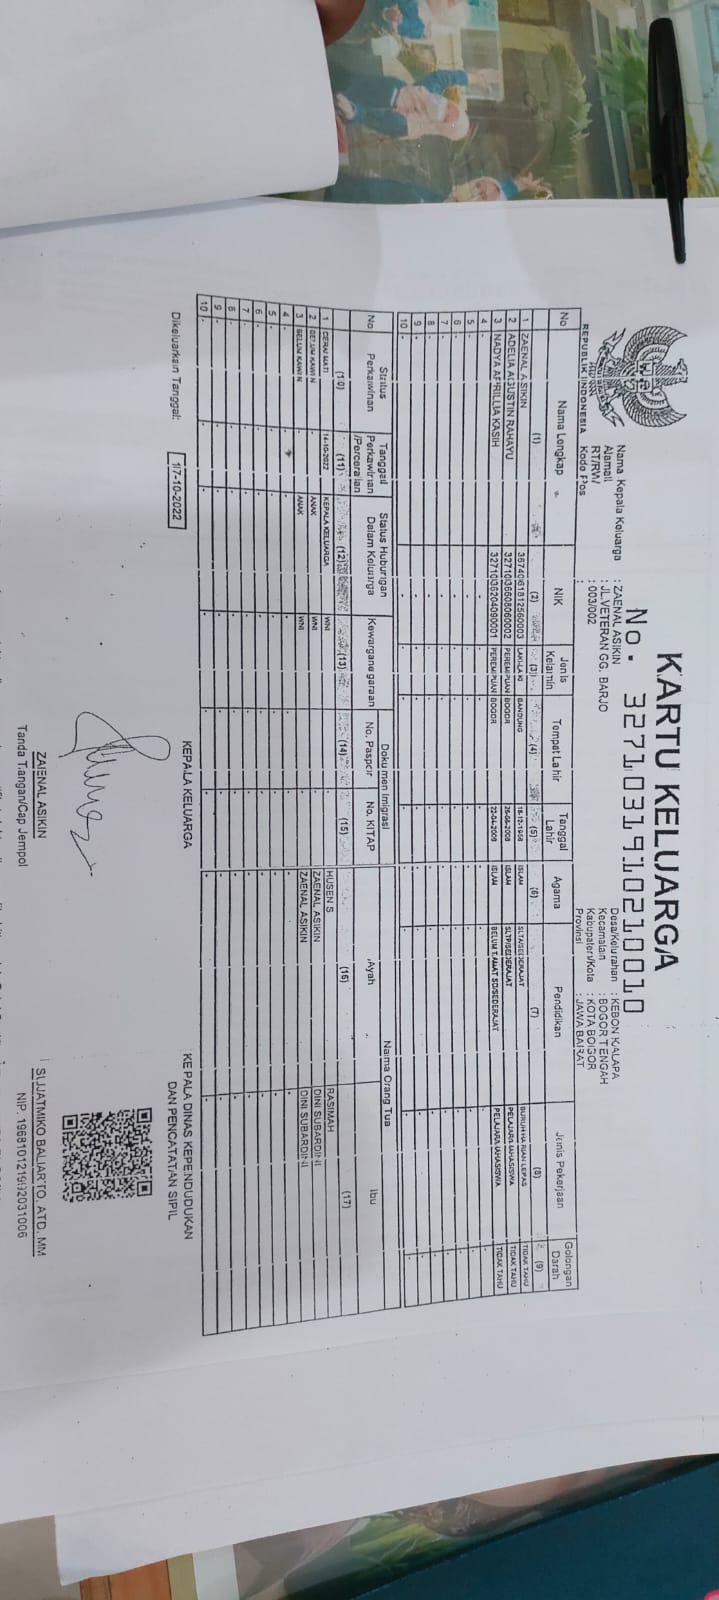 KARTU KELUARGA
No. 3271031910210010
REPUBLIK INDONESIA
Nama Kepala Keluarga : ZAENAL ASIKIN
Alamat : JL.VETERAN GG. BARJO
RT/RW : 003/002
Kode Pos :
Desa/Kelurahan : KEBON KALAPA
Kecamatan : BOGOR TENGAH
Kabupaten/Kota : KOTA BOGOR
Provinsi : JAWA BARAT
No Nama Lengkap NIK Jenis Kelamin Tempat Lahir Tanggal Lahir Agama Pendidikan Jenis Pekerjaan Golongan Darah
(1) (2) (3) (4) (5) (6) (7) (8) (9)
1 ZAENAL ASIKIN 3674061812560003 LAKI-LAKI BANDUNG 18-12-1956 ISLAM SLTA/SEDERAJAT BURUH HARIAN LEPAS TIDAK TAHU
2 ADELIA AGUSTIN RAHAYU 3271036608060002 PEREMPUAN BOGOR ISLAM SLTP/SEDERAJAT PELAJAR/MAHASISWA TIDAK TAHU
3 NADYA APRILLIA KASIH 3271036204090001 PEREMPUAN BOGOR 22-04-2009 ISLAM BELUM TAMAT SD/SEDERAJAT PELAJAR/MAHASISWA TIDAK TAHU
4 - - - - - - - - -
5 - - - - - - - - -
6 - - - - - - - - -
7 - - - - - - - - -
8 - - - - - - - - -
9 - - - - - - - - -
10 - - - - - - - - -
No Status Perkawinan Tanggal Perkawinan /Perceraian Status Hubungan Dalam Keluarga Kewarganegaraan Dokumen Imigrasi Nama Orang Tua
No. Paspor No. KITAP Ayah Ibu
(10) (11) (12) (13) (14) (15) (16) (17)
1 CERAI MATI 14-10-2022 KEPALA KELUARGA WNI - - HUSEN S RASIMAH
2 BELUM KAWIN - ANAK WNI - - ZAENAL ASIKIN DINI SUBARDINI
3 BELUM KAWIN - ANAK WNI - - ZAENAL ASIKIN DINI SUBARDINI
4 - - - - - - - -
5 - - - - - - - -
6 - - - - - - - -
7 - - - - - - - -
8 - - - - - - - -
9 - - - - - - - -
10 - - - - - - - -
Dikeluarkan Tanggal: 17-10-2022
KEPALA KELUARGA
ZAENAL ASIKIN
Tanda Tangan/Cap Jempol
KEPALA DINAS KEPENDUDUKAN
DAN PENCATATAN SIPIL
SUJATMIKO BALIARTO, ATD, MM
NIP. 196810121992031006